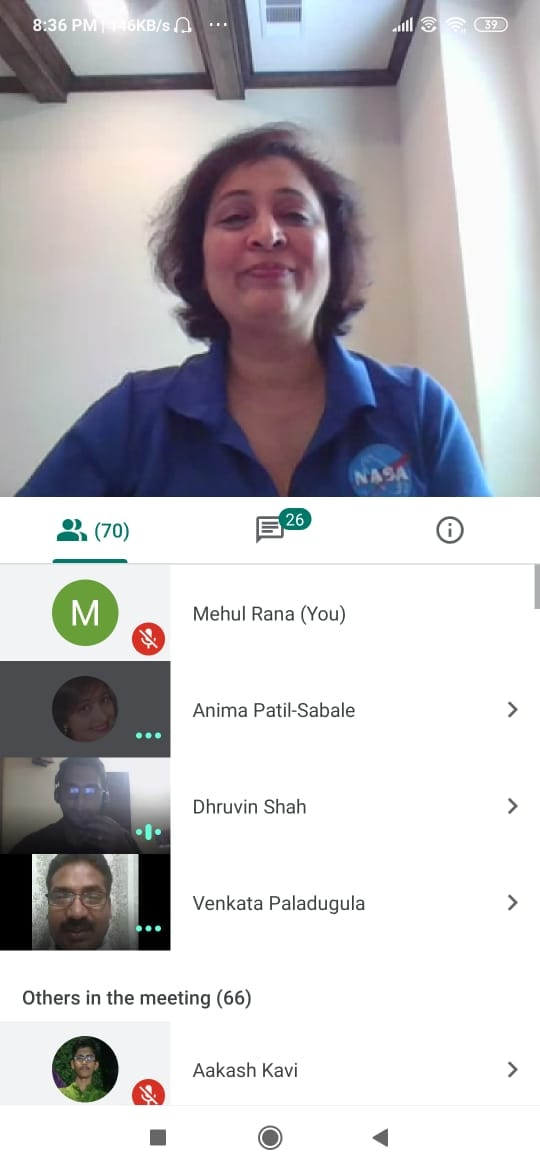 8:36 PM | 146KB/s ...
39
NASA
(70)
26
M
Mehul Rana (You)
Anima Patil-Sabale
Dhruvin Shah
Venkata Paladugula
Others in the meeting (66)
Aakash Kavi